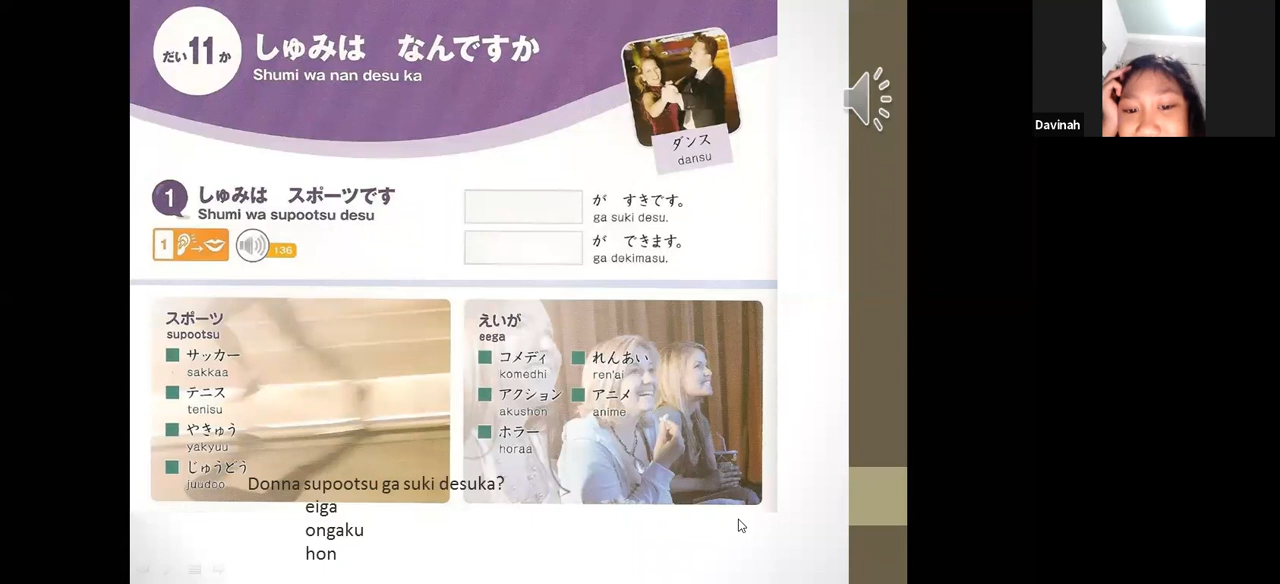 だい11か
しゅみは なんですか
Shumi wa nan desu ka
ダンス
dansu
1 しゅみは スポーツです
Shumi wa supootsu desu
1
136
が すきです。
ga suki desu.
が できます。
ga dekimasu.
スポーツ
supootsu
サッカー
sakkaa
テニス
tenisu
やきゅう
yakyuu
じゅうどう
juudoo
えいが
eega
コメディ れんあい
komedhi ren'ai
アクション アニメ
akushon anime
ホラー
horaa
Donna supootsu ga suki desuka?
eiga
ongaku
hon
Davinah